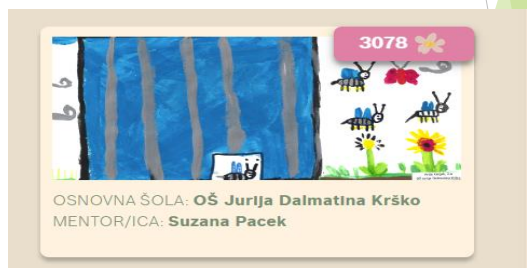 3078
OSNOVNA ŠOLA: OŠ Jurija Dalmatina Krško
MENTOR/ICA: Suzana Pacek